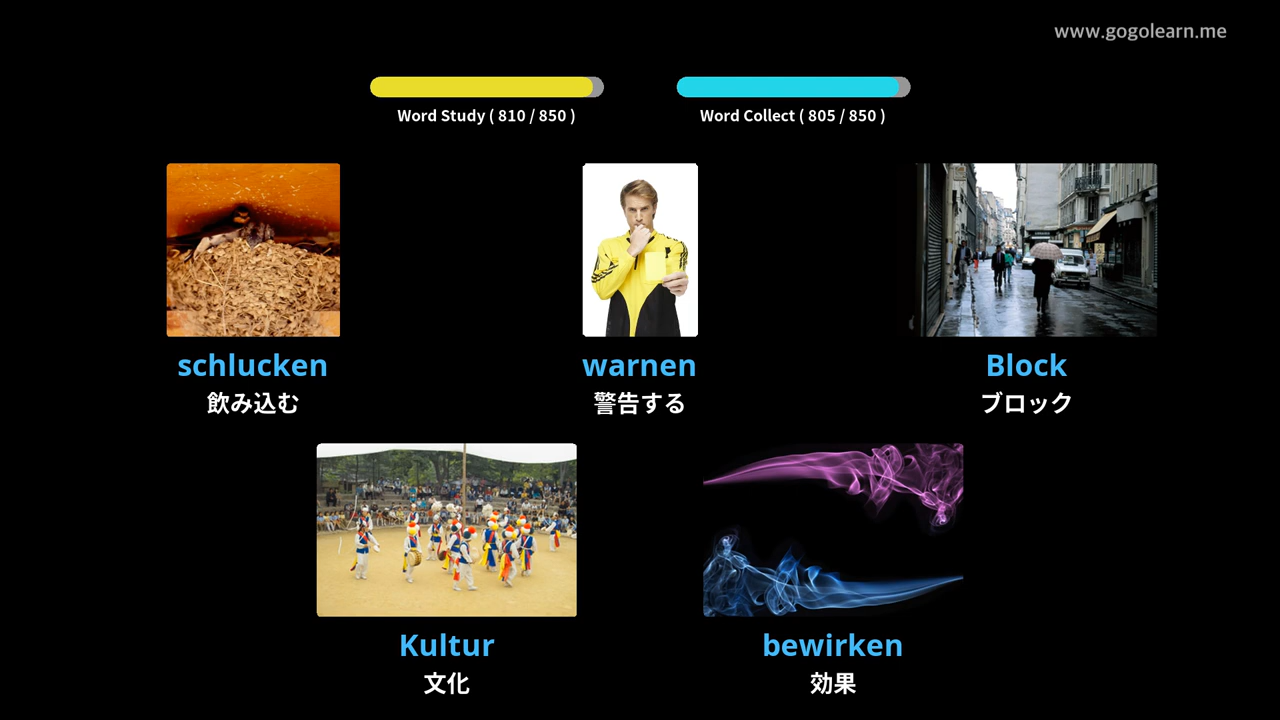 www.gogolearn.me
Word Study ( 810 / 850 )
Word Collect ( 805 / 850 )
schlucken
飲み込む
warnen
警告する
Block
ブロック
Kultur
文化
bewirken
効果